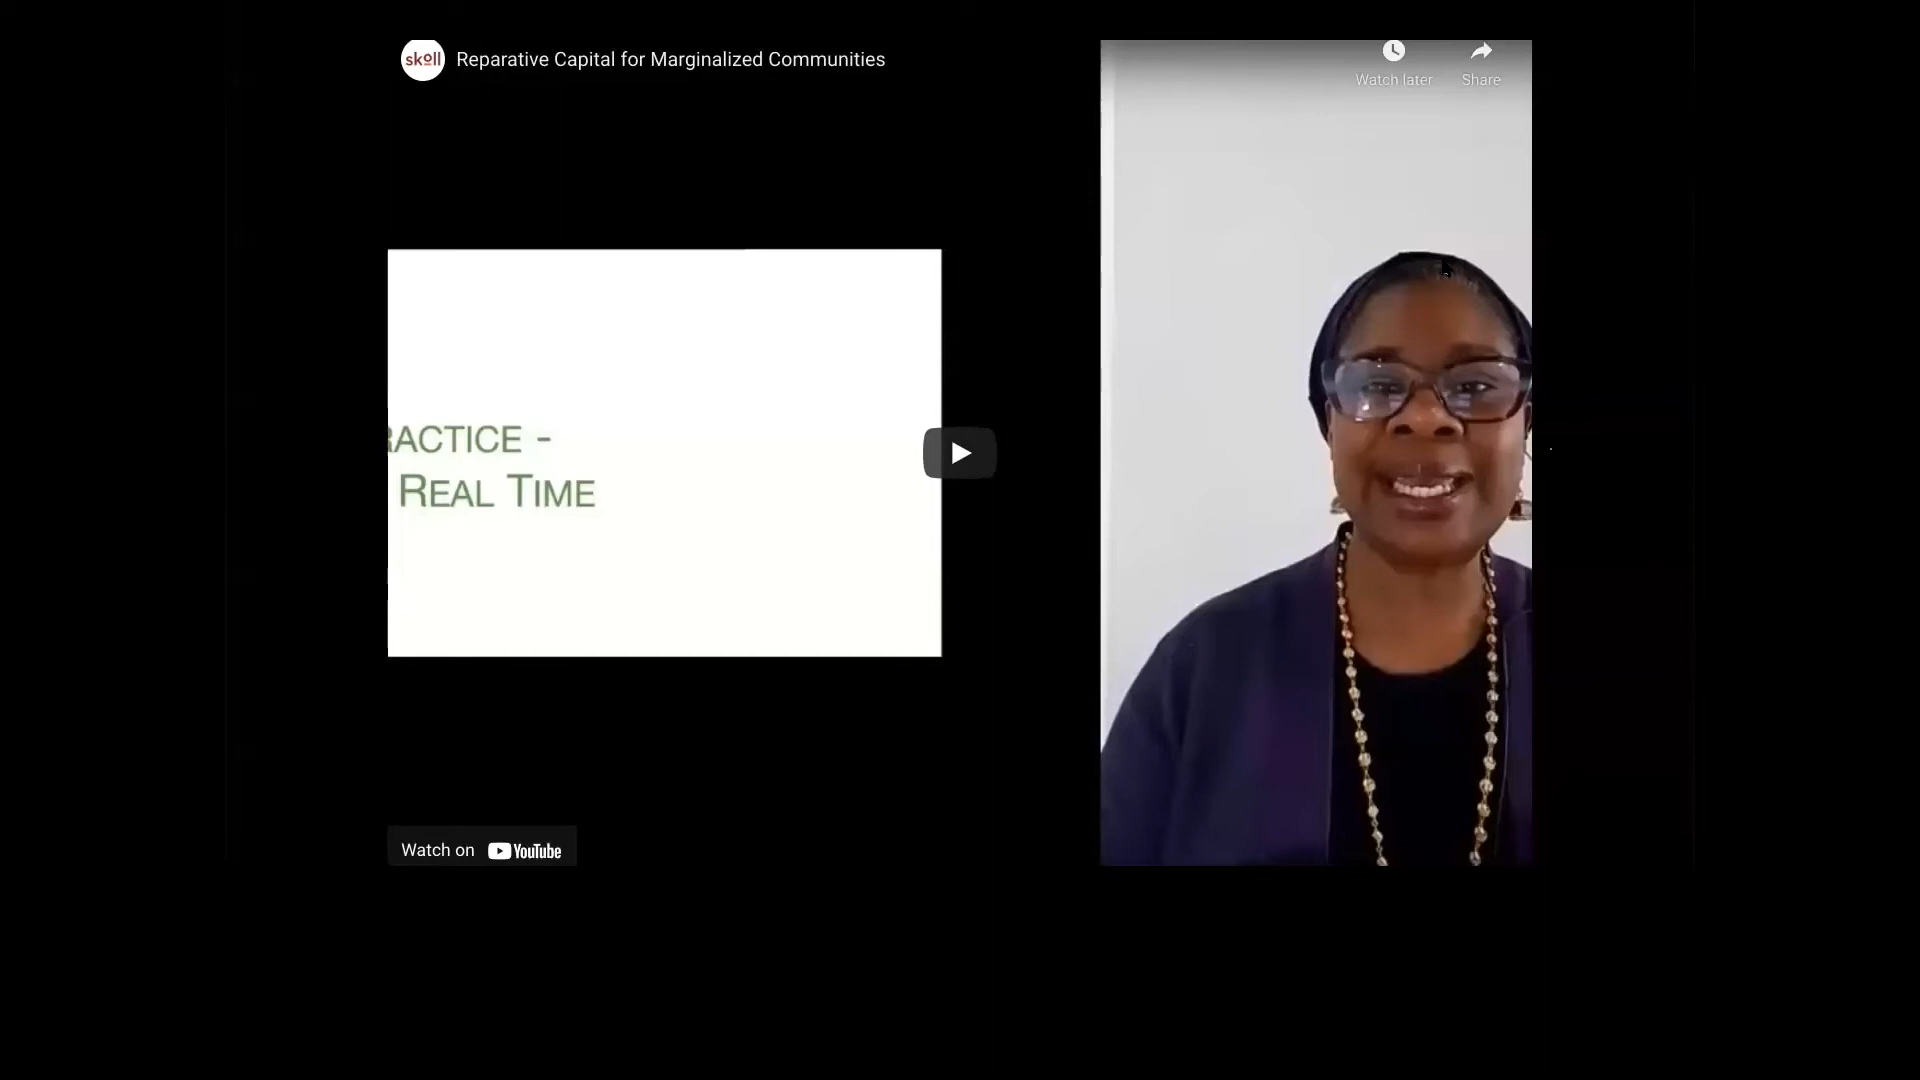 skoll
Reparative Capital for Marginalized Communities
Watch later
Share
RACTICE -
REAL TIME
Watch on
YouTube